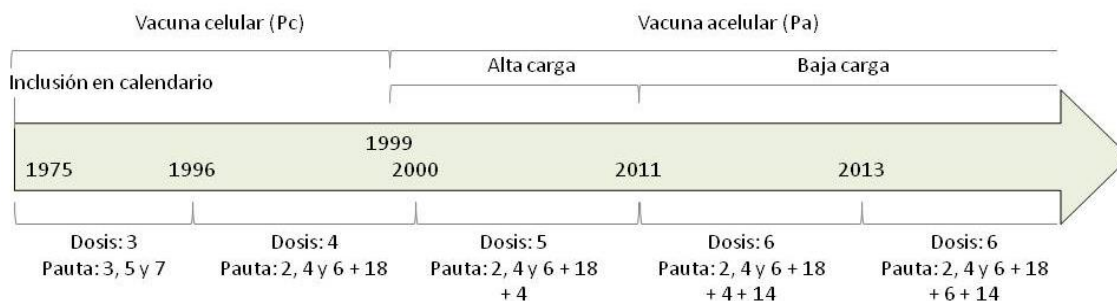 Vacuna celular (Pc)
Vacuna acelular (Pa)
Alta carga
Baja carga
Inclusión en calendario
1999
1975
1996
2000
2011
2013
Dosis: 3
Pauta: 3, 5 y 7
Dosis: 4
Pauta: 2, 4 y 6 + 18
Dosis: 5
Pauta: 2, 4 y 6 + 18
+ 4
Dosis: 6
Pauta: 2, 4 y 6 + 18
+ 4 + 14
Dosis: 6
Pauta: 2, 4 y 6 + 18
+ 6 + 14